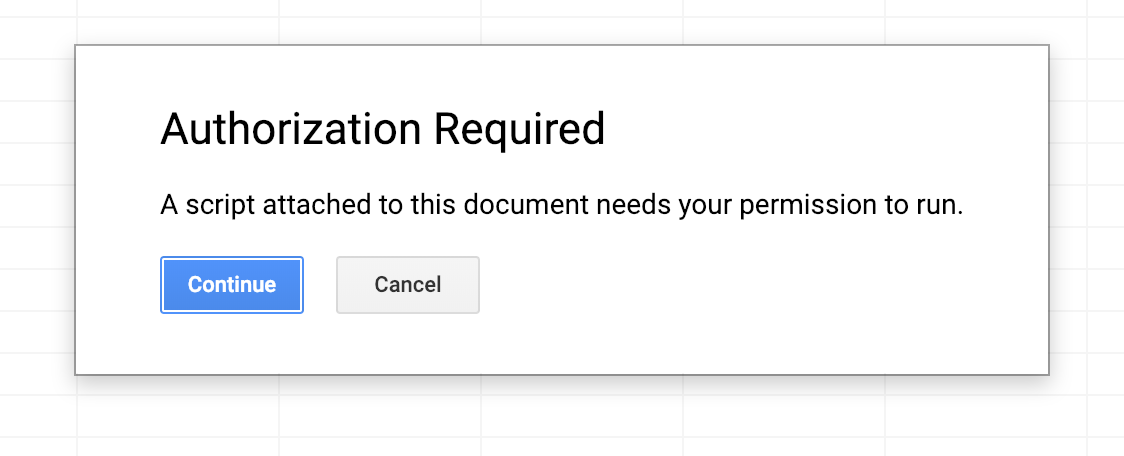 Authorization Required
A script attached to this document needs your permission to run.
Continue Cancel